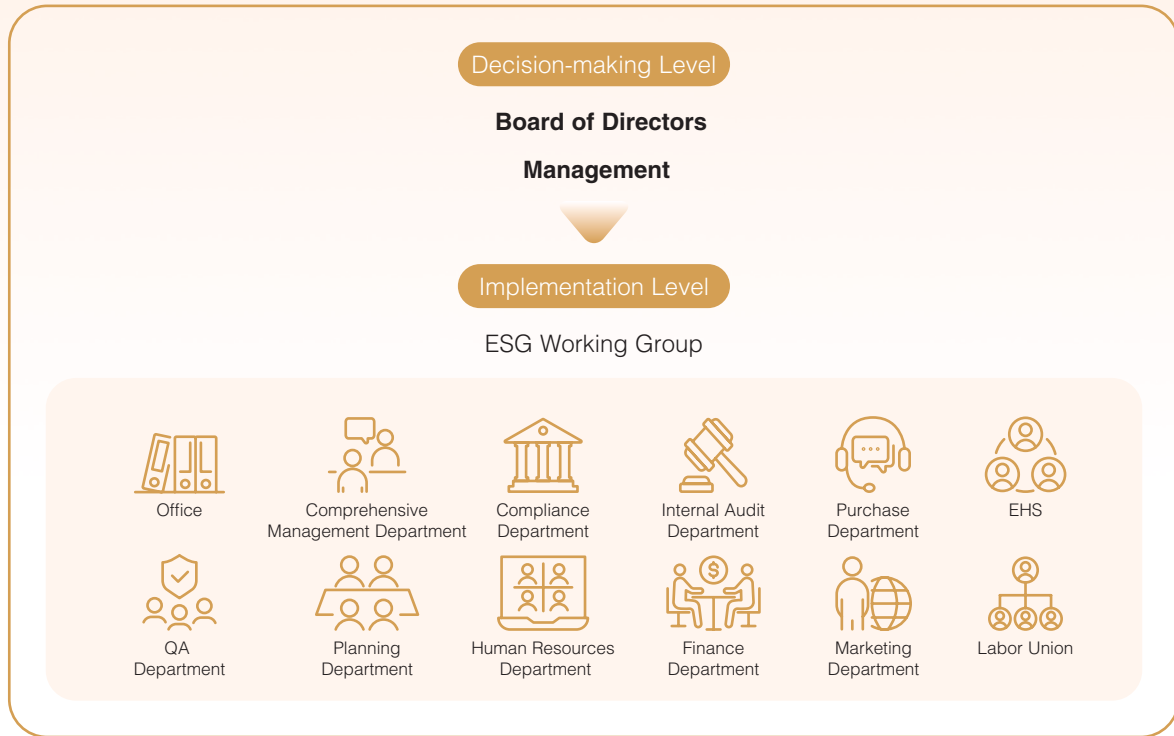 Decision-making Level
Board of Directors
Management
Implementation Level
ESG Working Group
Office
Comprehensive
Management Department
Compliance
Department
Internal Audit
Department
Purchase
Department
EHS
QA
Department
Planning
Department
Human Resources
Department
Finance
Department
Marketing
Department
Labor Union